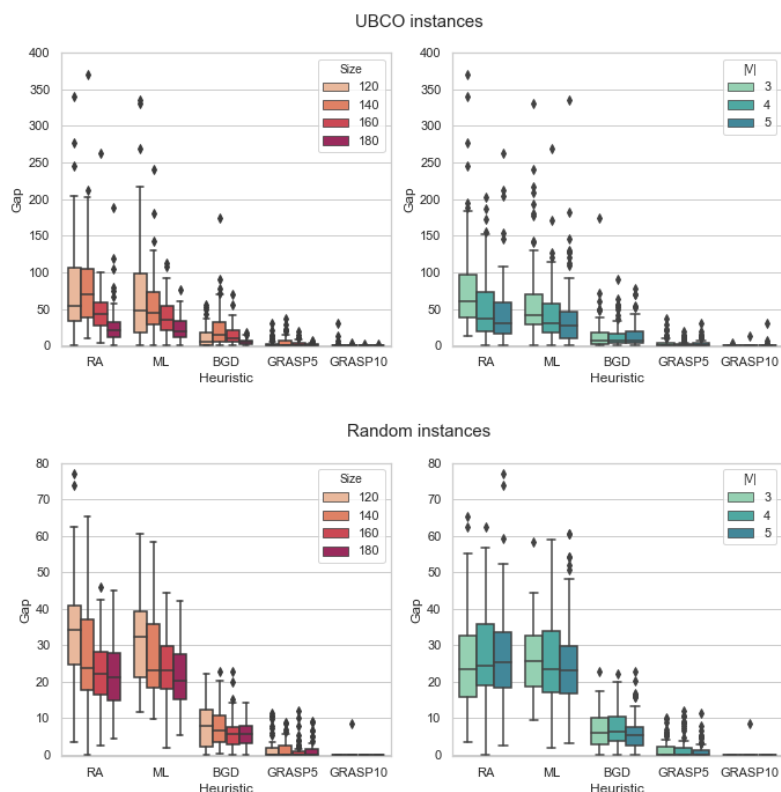 UBCO instances
400
350
300
250
200
150
100
50
0
Gap
Size
120
140
160
180
RA ML BGD GRASP5 GRASP10
Heuristic
400
350
300
250
200
150
100
50
0
Gap
|V|
3
4
5
RA ML BGD GRASP5 GRASP10
Heuristic
Random instances
80
70
60
50
40
30
20
10
0
Gap
Size
120
140
160
180
RA ML BGD GRASP5 GRASP10
Heuristic
80
70
60
50
40
30
20
10
0
Gap
|V|
3
4
5
RA ML BGD GRASP5 GRASP10
Heuristic